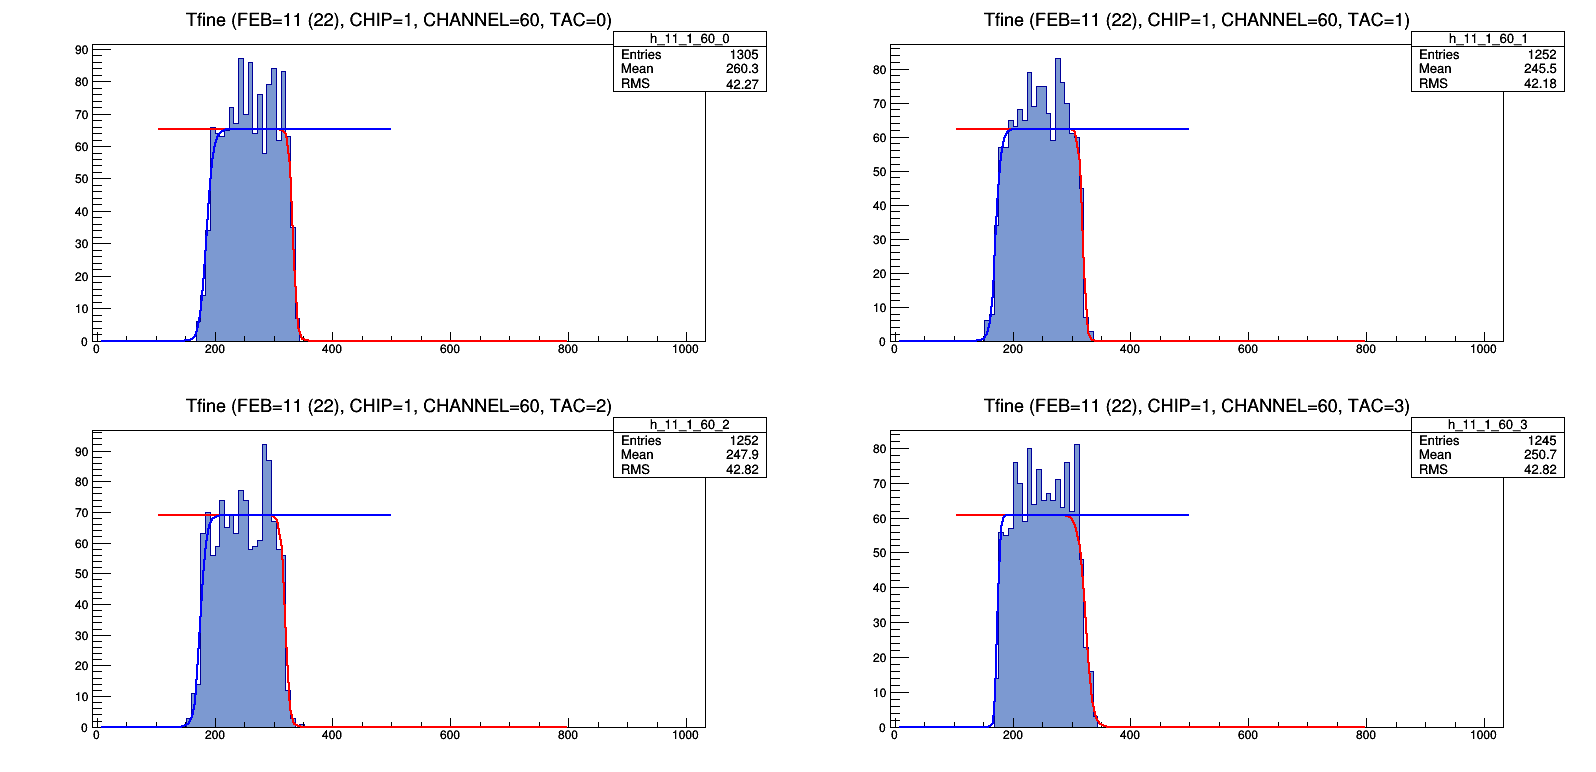 Tfine (FEB=11 (22), CHIP=1, CHANNEL=60, TAC=0)
h_11_1_60_0
Entries 1305
Mean 260.3
RMS 42.27
90
80
70
60
50
40
30
20
10
0
0 200 400 600 800 1000
Tfine (FEB=11 (22), CHIP=1, CHANNEL=60, TAC=1)
h_11_1_60_1
Entries 1252
Mean 245.5
RMS 42.18
80
70
60
50
40
30
20
10
0
0 200 400 600 800 1000
Tfine (FEB=11 (22), CHIP=1, CHANNEL=60, TAC=2)
h_11_1_60_2
Entries 1252
Mean 247.9
RMS 42.82
90
80
70
60
50
40
30
20
10
0
0 200 400 600 800 1000
Tfine (FEB=11 (22), CHIP=1, CHANNEL=60, TAC=3)
h_11_1_60_3
Entries 1245
Mean 250.7
RMS 42.82
80
70
60
50
40
30
20
10
0
0 200 400 600 800 1000